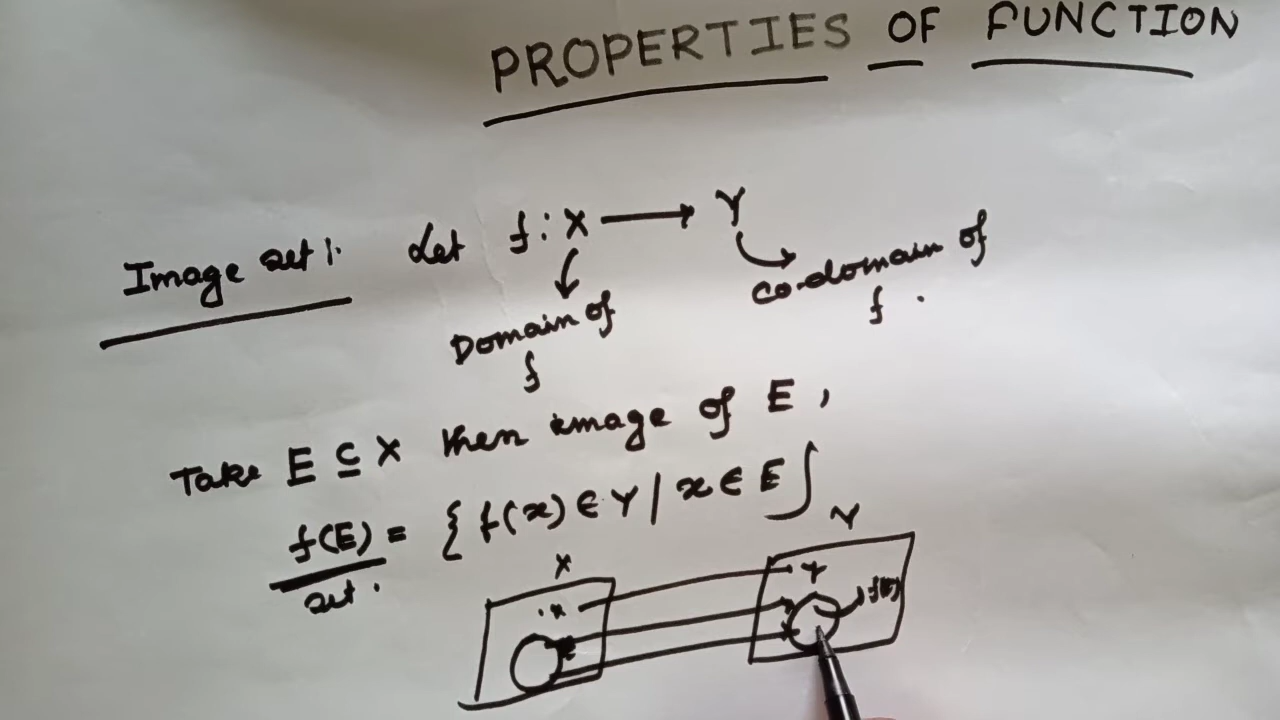 PROPERTIES OF FUNCTION
Image set :- Let f : X → Y
Domain of f
Co-domain of f .
Take E ⊆ X then image of E ,
f(E) = { f(x) ∈ Y / x ∈ E }
set .
X
Y
. x
y
E
f(E)